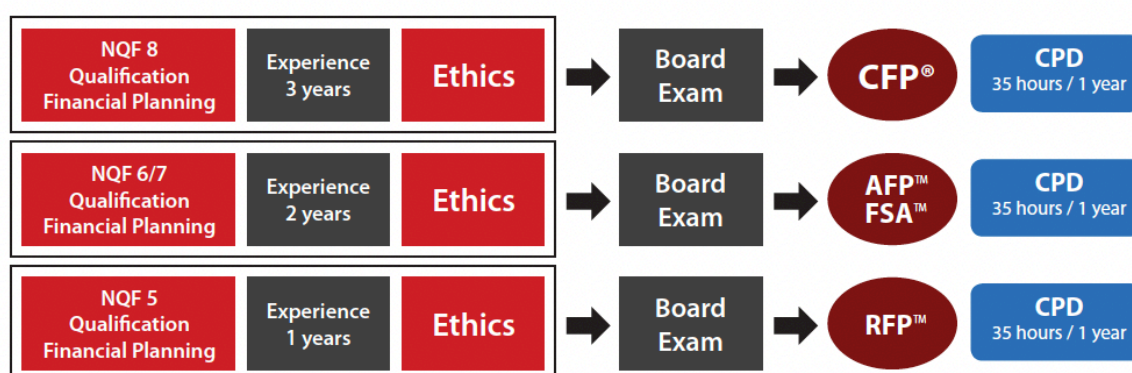 NQF 8
Qualification
Financial Planning
Experience
3 years
Ethics
Board
Exam
CFP®
CPD
35 hours / 1 year
NQF 6/7
Qualification
Financial Planning
Experience
2 years
Ethics
Board
Exam
AFP™
FSA™
CPD
35 hours / 1 year
NQF 5
Qualification
Financial Planning
Experience
1 years
Ethics
Board
Exam
RFP™
CPD
35 hours / 1 year